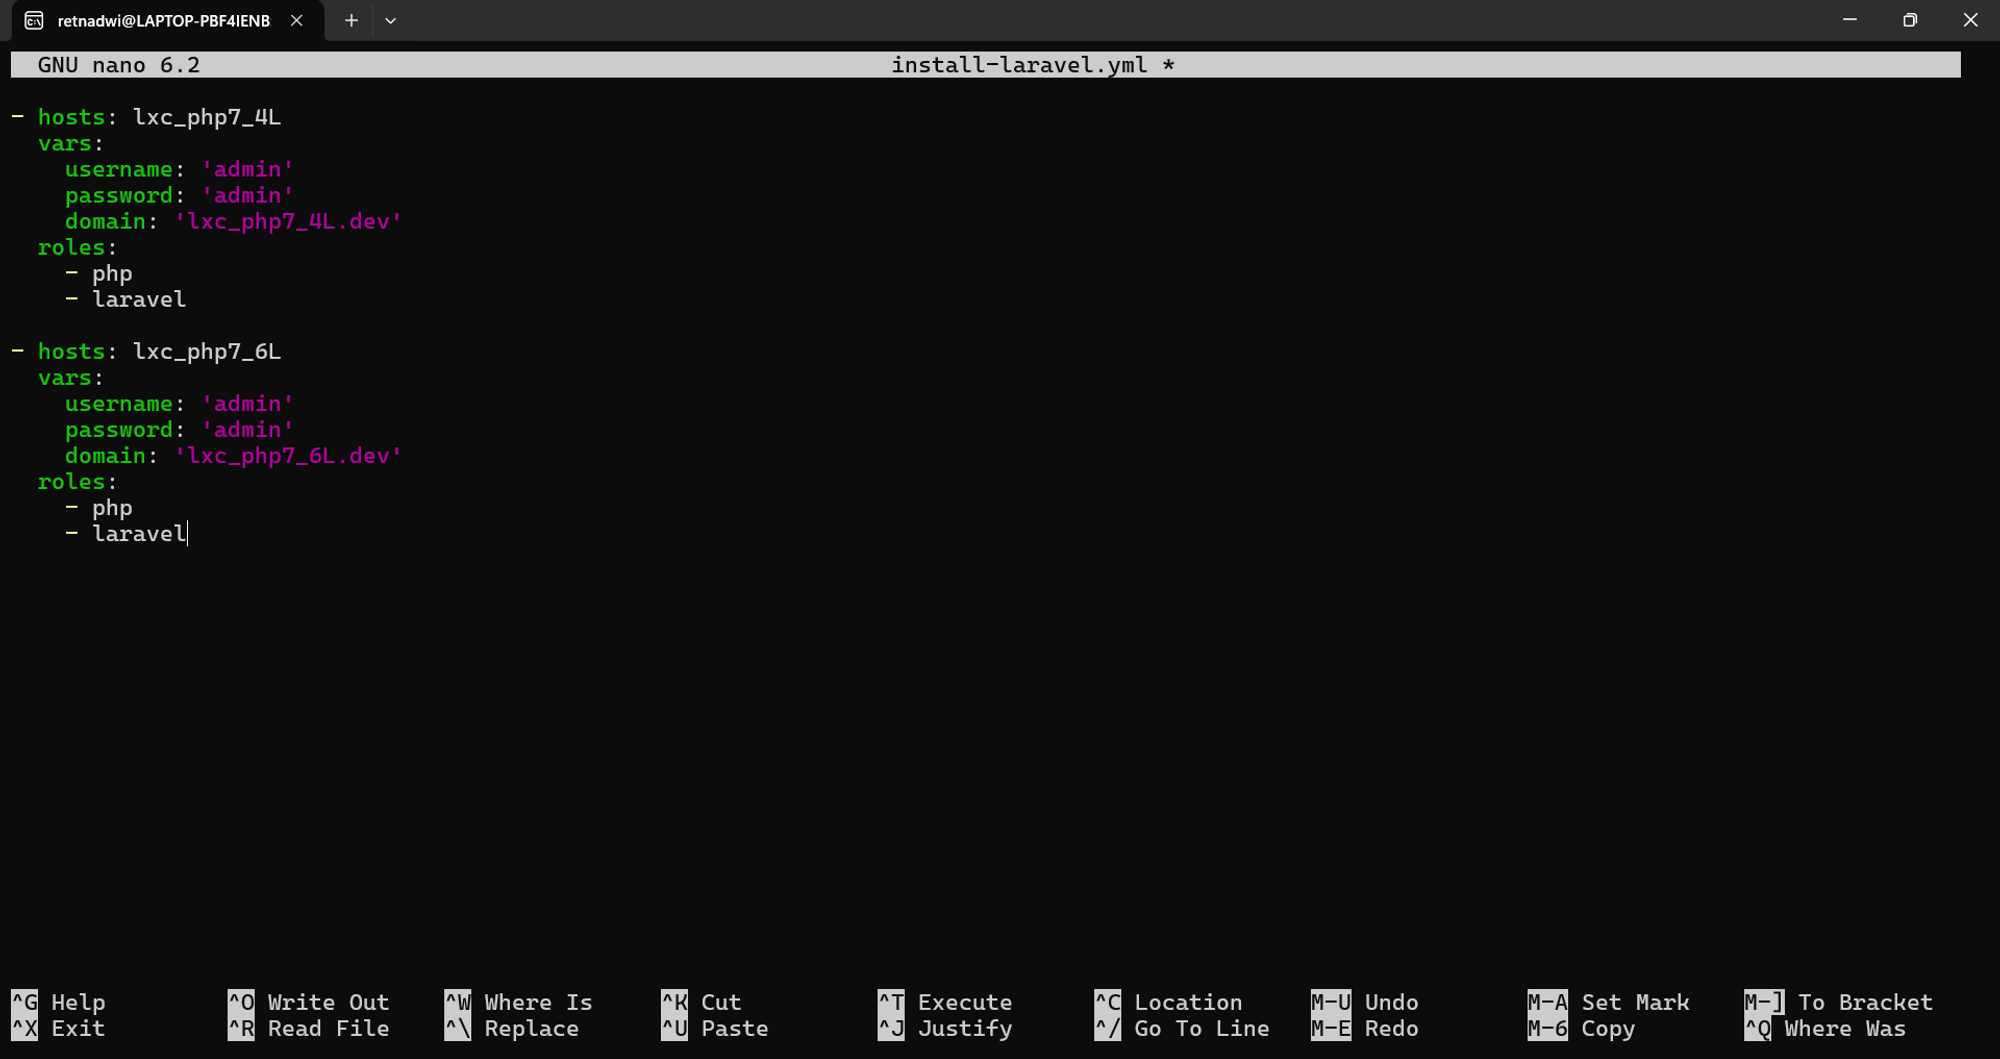 retnadwi@LAPTOP-PBF4IENB
GNU nano 6.2 install-laravel.yml *
- hosts: lxc_php7_4L
  vars:
    username: 'admin'
    password: 'admin'
    domain: 'lxc_php7_4L.dev'
  roles:
    - php
    - laravel
- hosts: lxc_php7_6L
  vars:
    username: 'admin'
    password: 'admin'
    domain: 'lxc_php7_6L.dev'
  roles:
    - php
    - laravel
^G Help ^O Write Out ^W Where Is ^K Cut ^T Execute ^C Location M-U Undo M-A Set Mark M-] To Bracket
^X Exit ^R Read File ^\ Replace ^U Paste ^J Justify ^/ Go To Line M-E Redo M-6 Copy ^Q Where Was